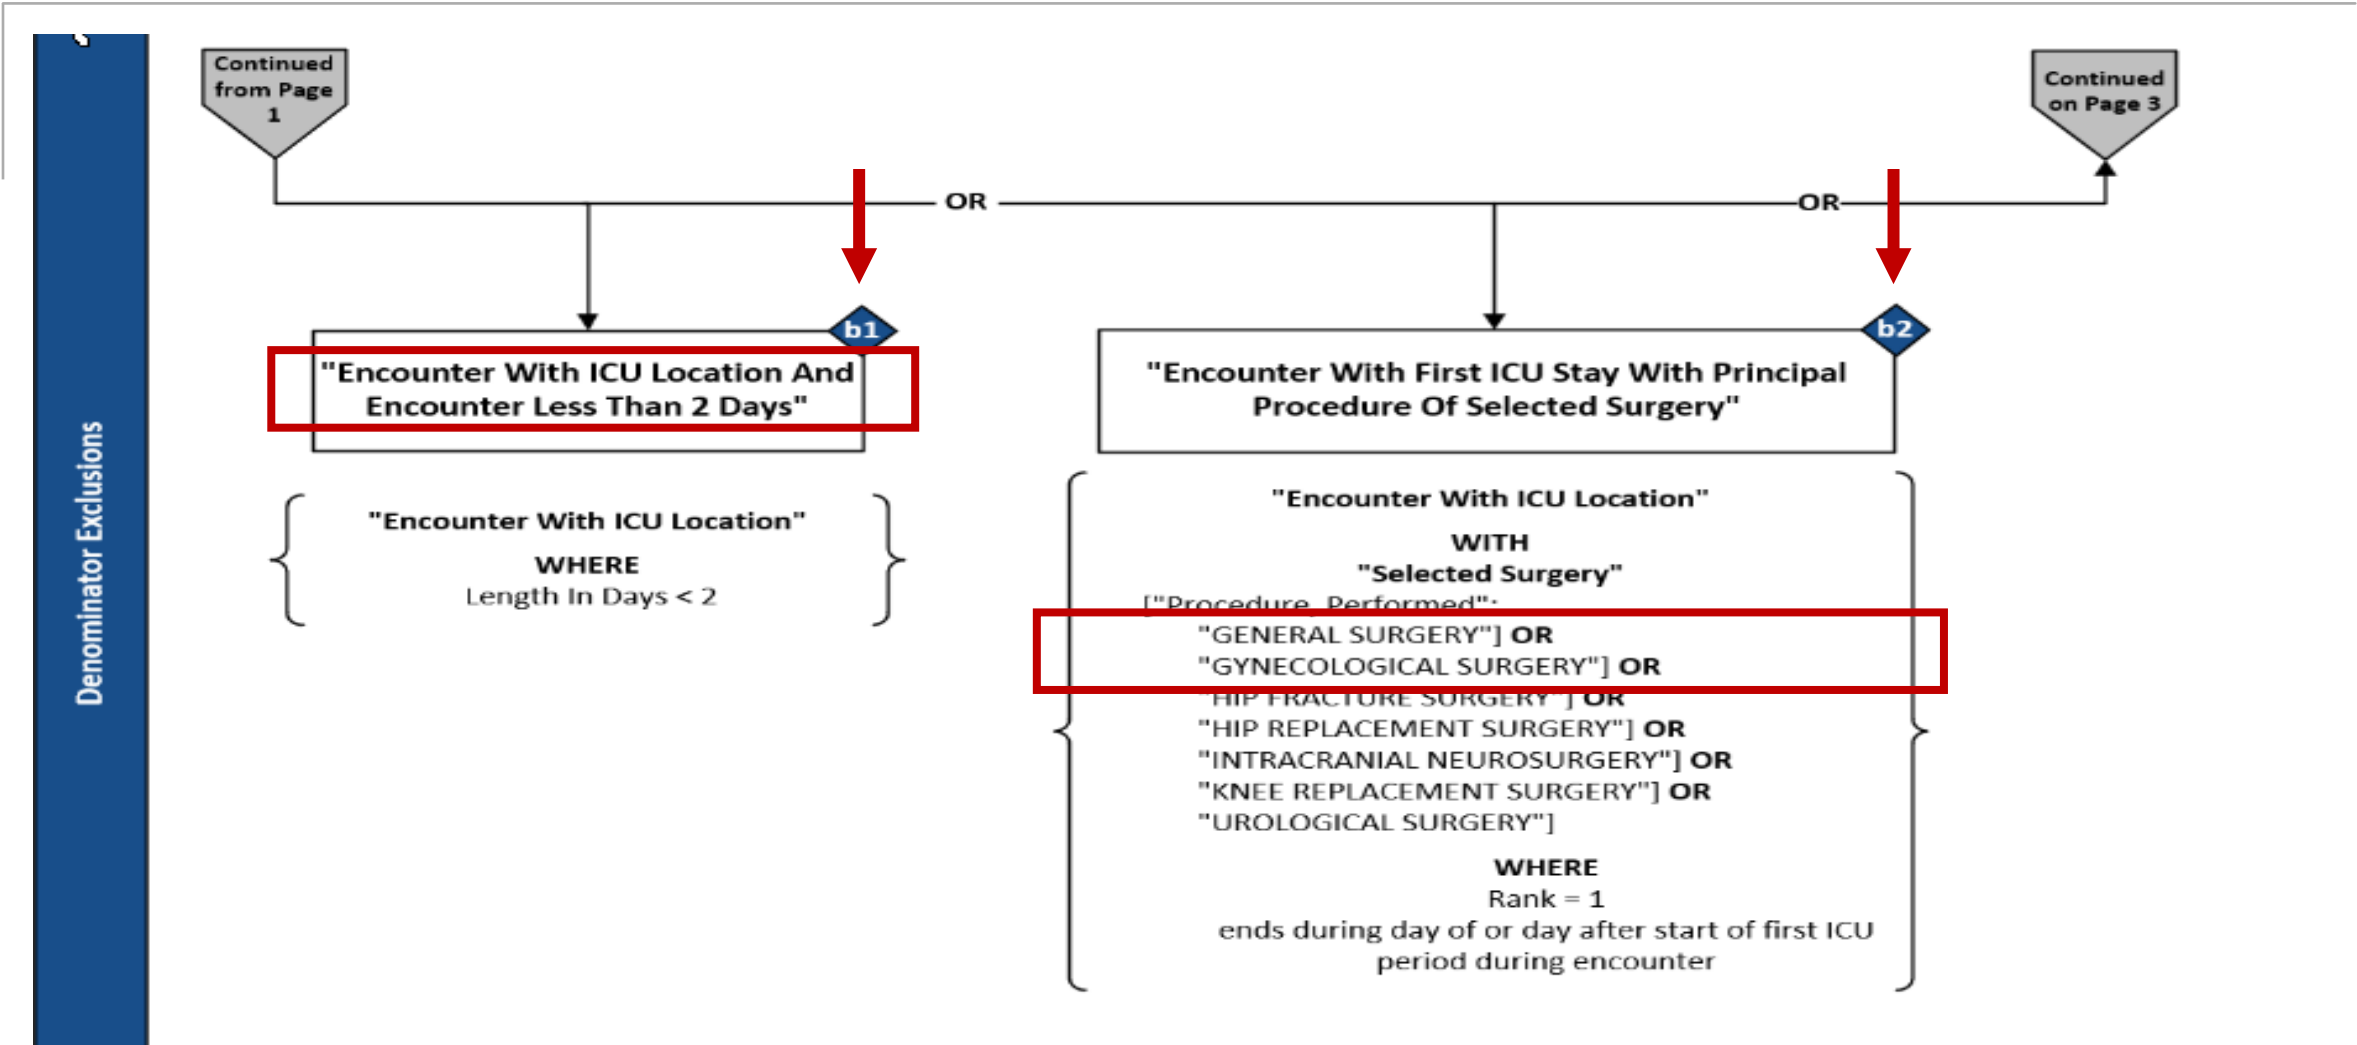 Continued
from Page
1
Continued
on Page 3
OR
OR
b1
b2
"Encounter With ICU Location And
Encounter Less Than 2 Days"
"Encounter With First ICU Stay With Principal
Procedure Of Selected Surgery"
Denominator Exclusions
"Encounter With ICU Location"
WHERE
Length In Days < 2
"Encounter With ICU Location"
WITH
"Selected Surgery"
["Procedure, Performed":
"GENERAL SURGERY"] OR
"GYNECOLOGICAL SURGERY"] OR
"HIP FRACTURE SURGERY"] OR
"HIP REPLACEMENT SURGERY"] OR
"INTRACRANIAL NEUROSURGERY"] OR
"KNEE REPLACEMENT SURGERY"] OR
"UROLOGICAL SURGERY"]
WHERE
Rank = 1
ends during day of or day after start of first ICU
period during encounter